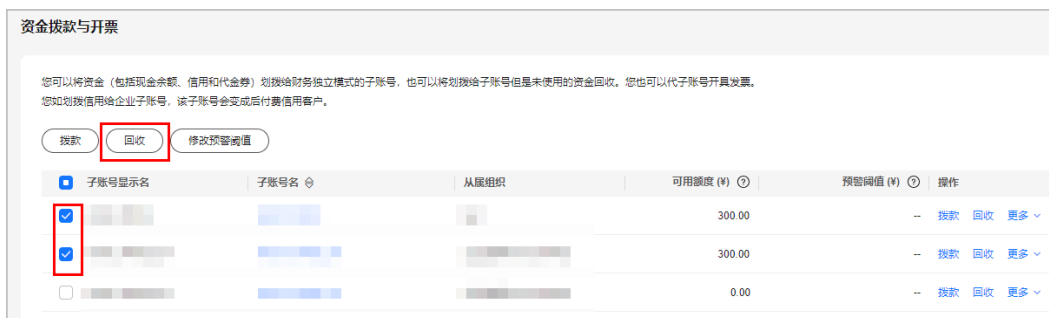 资金拨款与开票
您可以将资金（包括现金余额、信用和代金券）划拨给财务独立模式的子账号，也可以将划拨给子账号但是未使用的资金回收。您也可以代子账号开具发票。
您如划拨信用给企业子账号，该子账号会变成后付费信用客户。
拨款 回收 修改预警阈值
子账号显示名 子账号名 从属组织 可用额度 (¥) ? 预警阈值 (¥) ? 操作
300.00 -- 拨款 回收 更多
300.00 -- 拨款 回收 更多
0.00 -- 拨款 回收 更多